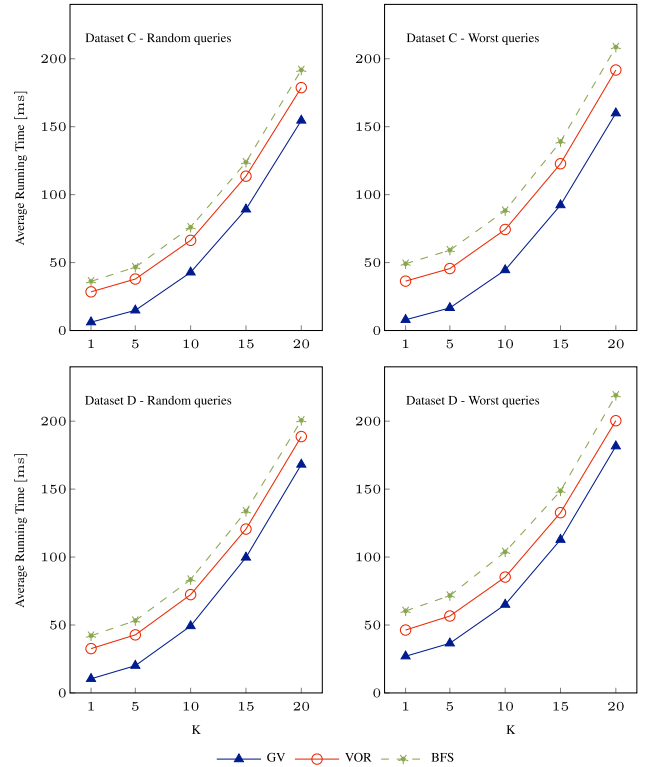 Dataset C - Random queries
Average Running Time [ms]
200
150
100
50
0
1 5 10 15 20
Dataset C - Worst queries
200
150
100
50
0
1 5 10 15 20
Dataset D - Random queries
Average Running Time [ms]
200
150
100
50
0
1 5 10 15 20
K
Dataset D - Worst queries
200
150
100
50
0
1 5 10 15 20
K
GV VOR BFS